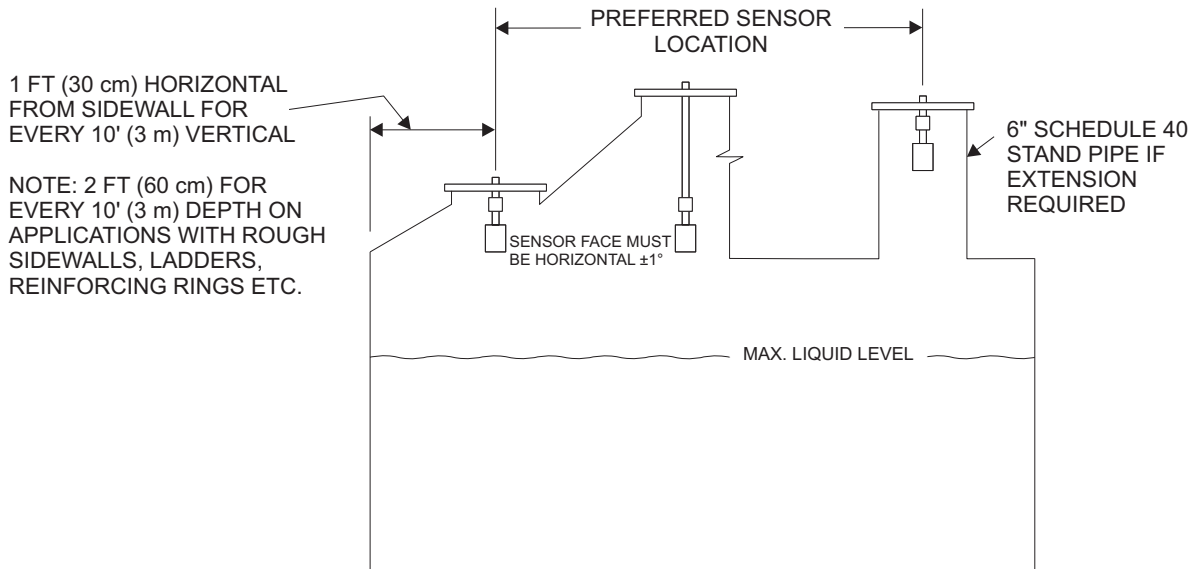 PREFERRED SENSOR
LOCATION
1 FT (30 cm) HORIZONTAL
FROM SIDEWALL FOR
EVERY 10' (3 m) VERTICAL
NOTE: 2 FT (60 cm) FOR
EVERY 10' (3 m) DEPTH ON
APPLICATIONS WITH ROUGH
SIDEWALLS, LADDERS,
REINFORCING RINGS ETC.
6" SCHEDULE 40
STAND PIPE IF
EXTENSION
REQUIRED
SENSOR FACE MUST
BE HORIZONTAL ±1°
MAX. LIQUID LEVEL